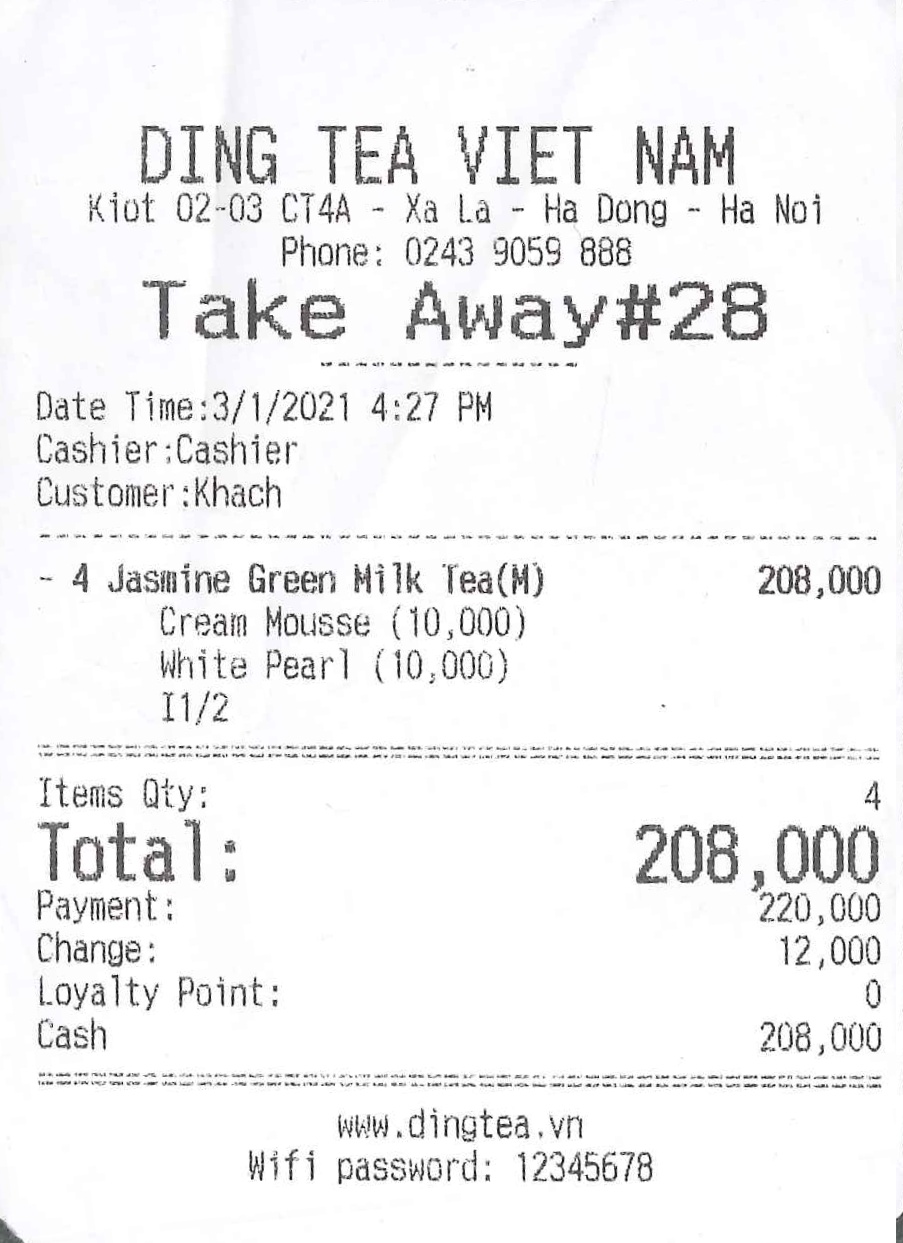 DING TEA VIET NAM
Kiot 02-03 CT4A - Xa La - Ha Dong - Ha Noi
Phone: 0243 9059 888
Take Away#28
Date Time:3/1/2021 4:27 PM
Cashier:Cashier
Customer:Khach
- 4 Jasmine Green Milk Tea(M) 208,000
Cream Mousse (10,000)
White Pearl (10,000)
I1/2
Items Qty: 4
Total: 208,000
Payment: 220,000
Change: 12,000
Loyalty Point: 0
Cash 208,000
www.dingtea.vn
Wifi password: 12345678